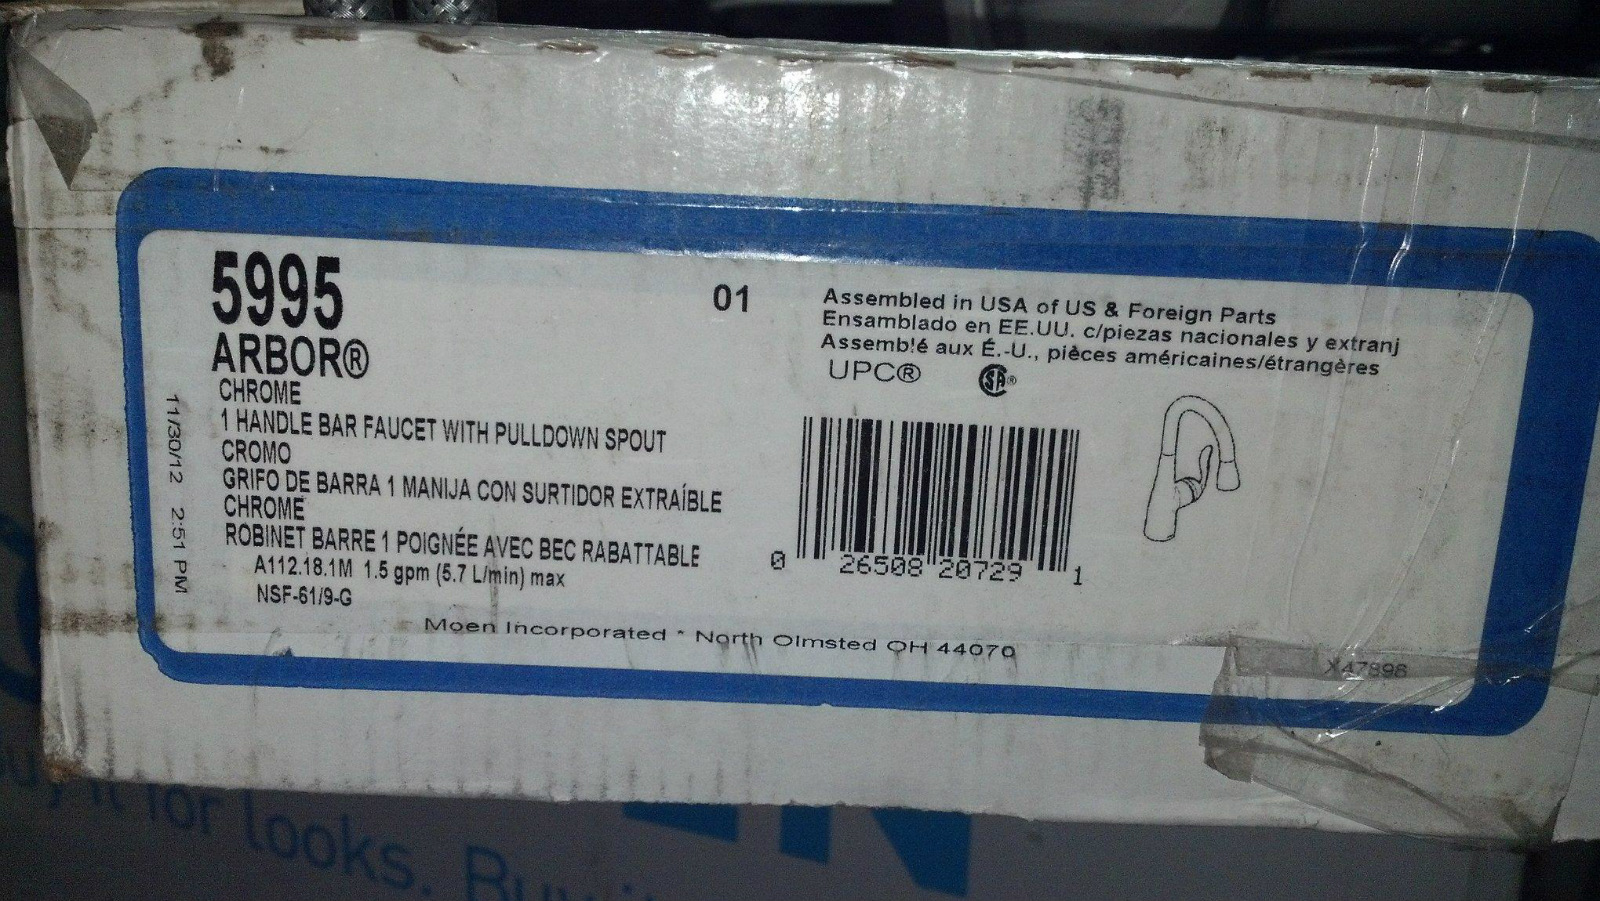 5995
ARBOR®
CHROME
1 HANDLE BAR FAUCET WITH PULLDOWN SPOUT
CROMO
GRIFO DE BARRA 1 MANIJA CON SURTIDOR EXTRAÍBLE
CHROME
ROBINET BARRE 1 POIGNÉE AVEC BEC RABATTABLE
A112.18.1M 1.5 gpm (5.7 L/min) max
NSF-61/9-G
11/30/12 2:51 PM
01
Assembled in USA of US & Foreign Parts
Ensamblado en EE.UU. c/piezas nacionales y extranj
Assemblé aux É.-U., pièces américaines/étrangères
UPC® SA®
0 26508 20729 1
Moen Incorporated * North Olmsted OH 44070
X47896
it for looks. Buy it